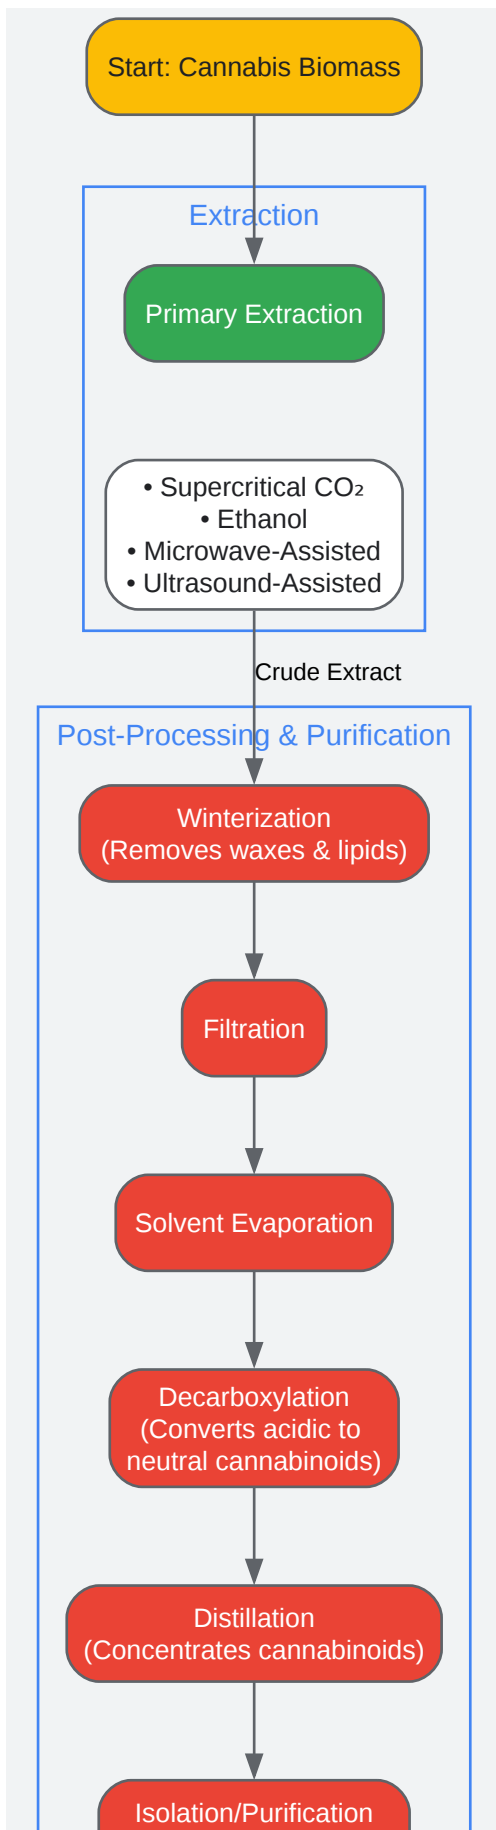 Start: Cannabis Biomass
Extraction
Primary Extraction
• Supercritical CO₂
• Ethanol
• Microwave-Assisted
• Ultrasound-Assisted
Crude Extract
Post-Processing & Purification
Winterization
(Removes waxes & lipids)
Filtration
Solvent Evaporation
Decarboxylation
(Converts acidic to
neutral cannabinoids)
Distillation
(Concentrates cannabinoids)
Isolation/Purification